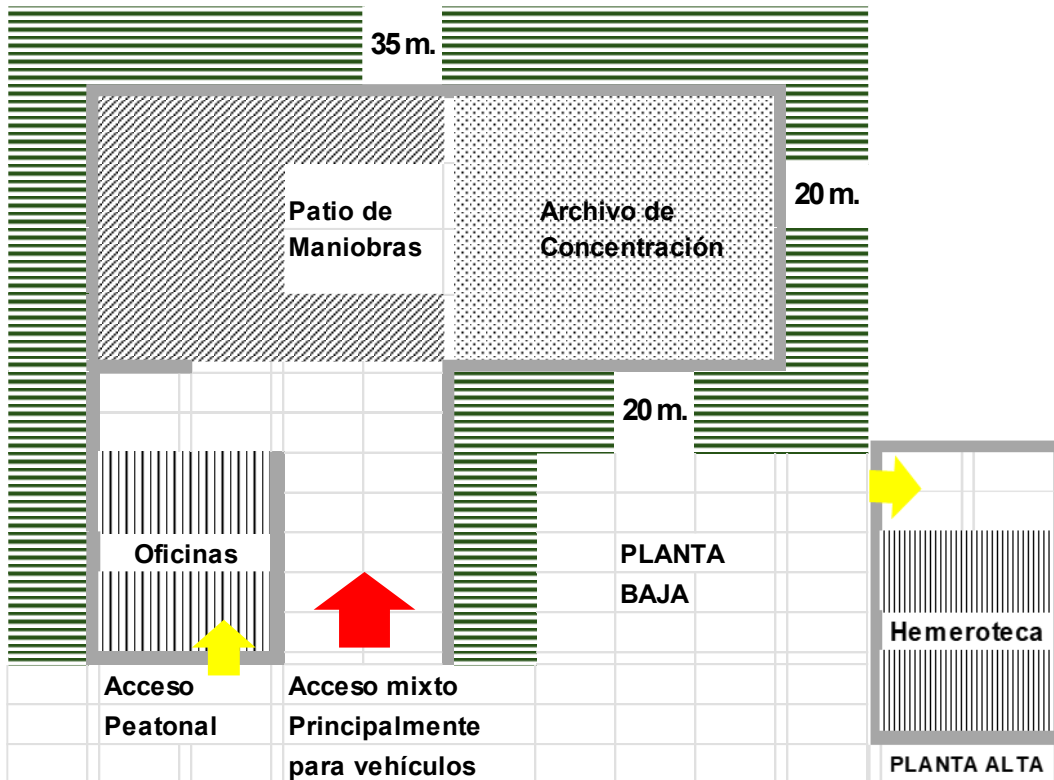 35 m.
Patio de
Maniobras
Archivo de
Concentración
20 m.
20 m.
Oficinas
PLANTA
BAJA
Hemeroteca
Acceso
Peatonal
Acceso mixto
Principalmente
para vehículos
PLANTA ALTA